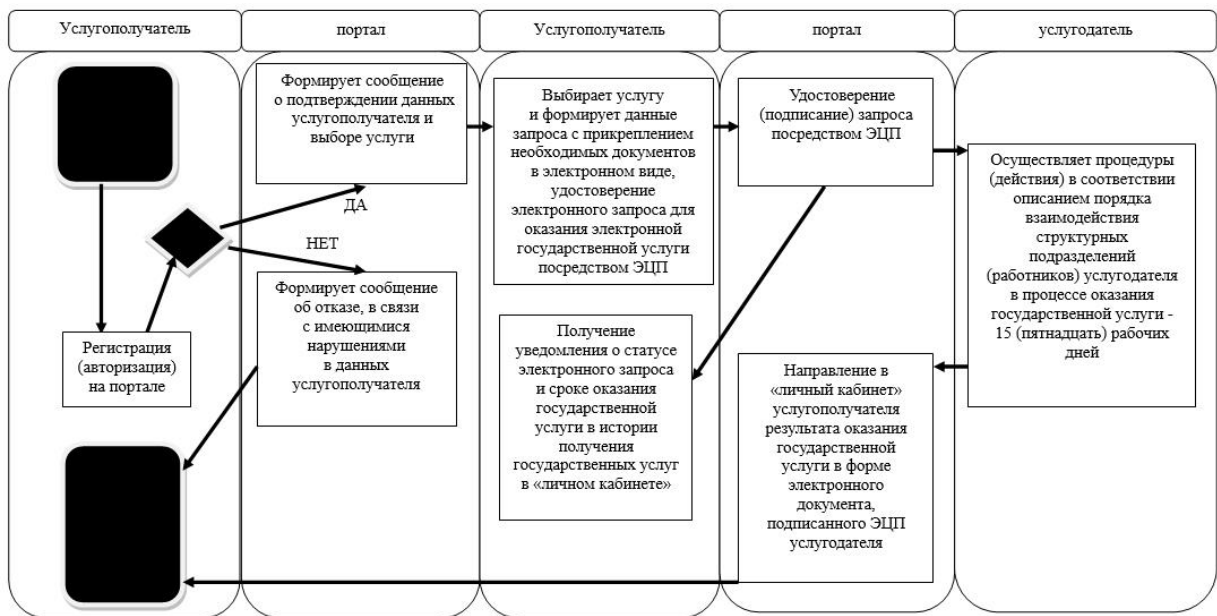 Услугополучатель
портал
Услугополучатель
портал
услугодатель
Регистрация
(авторизация)
на портале
ДА
НЕТ
Формирует сообщение
о подтверждении данных
услугополучателя и
выборе услуги
Формирует сообщение
об отказе, в связи
с имеющимися
нарушениями
в данных
услугополучателя
Выбирает услугу
и формирует данные
запроса с прикреплением
необходимых документов
в электронном виде,
удостоверение
электронного запроса для
оказания электронной
государственной услуги
посредством ЭЦП
Получение
уведомления о статусе
электронного запроса
и сроке оказания
государственной
услуги в истории
получения
государственных услуг
в «личном кабинете»
Удостоверение
(подписание) запроса
посредством ЭЦП
Направление в
«личный кабинет»
услугополучателя
результата оказания
государственной
услуги в форме
электронного
документа,
подписанного ЭЦП
услугодателя
Осуществляет процедуры
(действия) в соответствии
описанием порядка
взаимодействия
структурных
подразделений
(работников) услугодателя
в процессе оказания
государственной услуги -
15 (пятнадцать) рабочих
дней